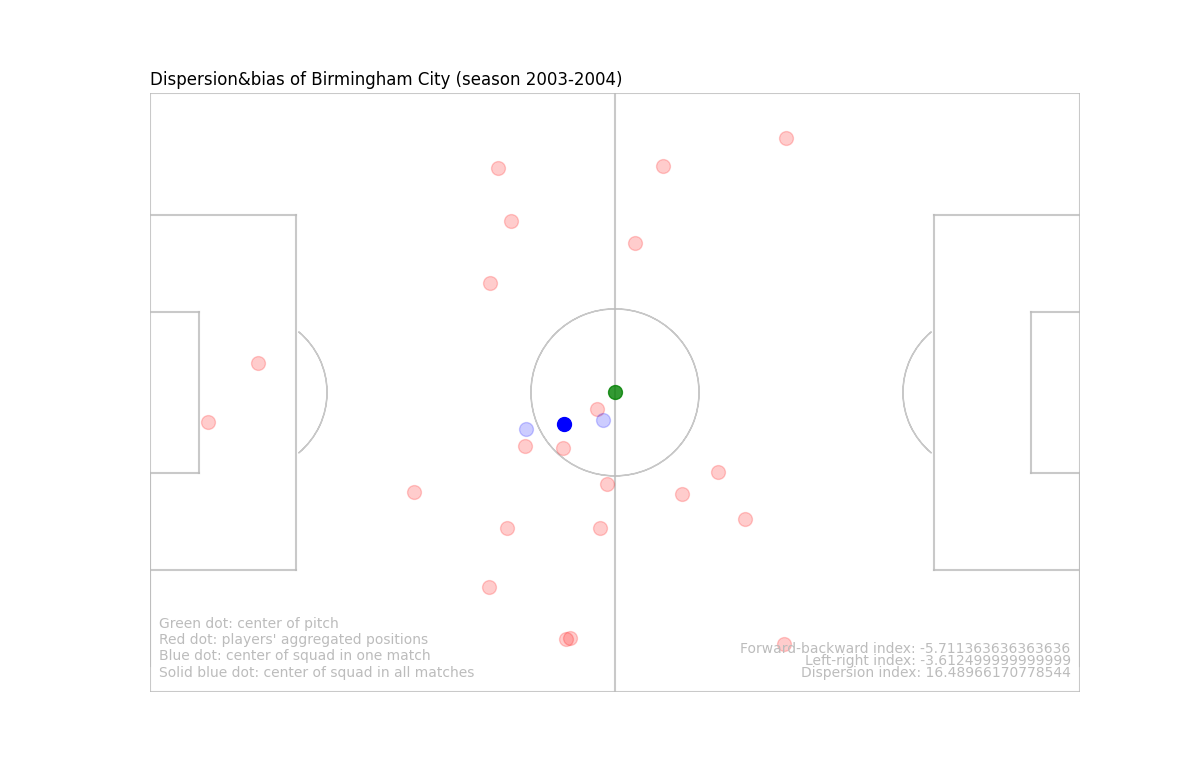 Dispersion&bias of Birmingham City (season 2003-2004)
Green dot: center of pitch
Red dot: players' aggregated positions
Blue dot: center of squad in one match
Solid blue dot: center of squad in all matches
Forward-backward index: -5.711363636363636
Left-right index: -3.612499999999999
Dispersion index: 16.48966170778544